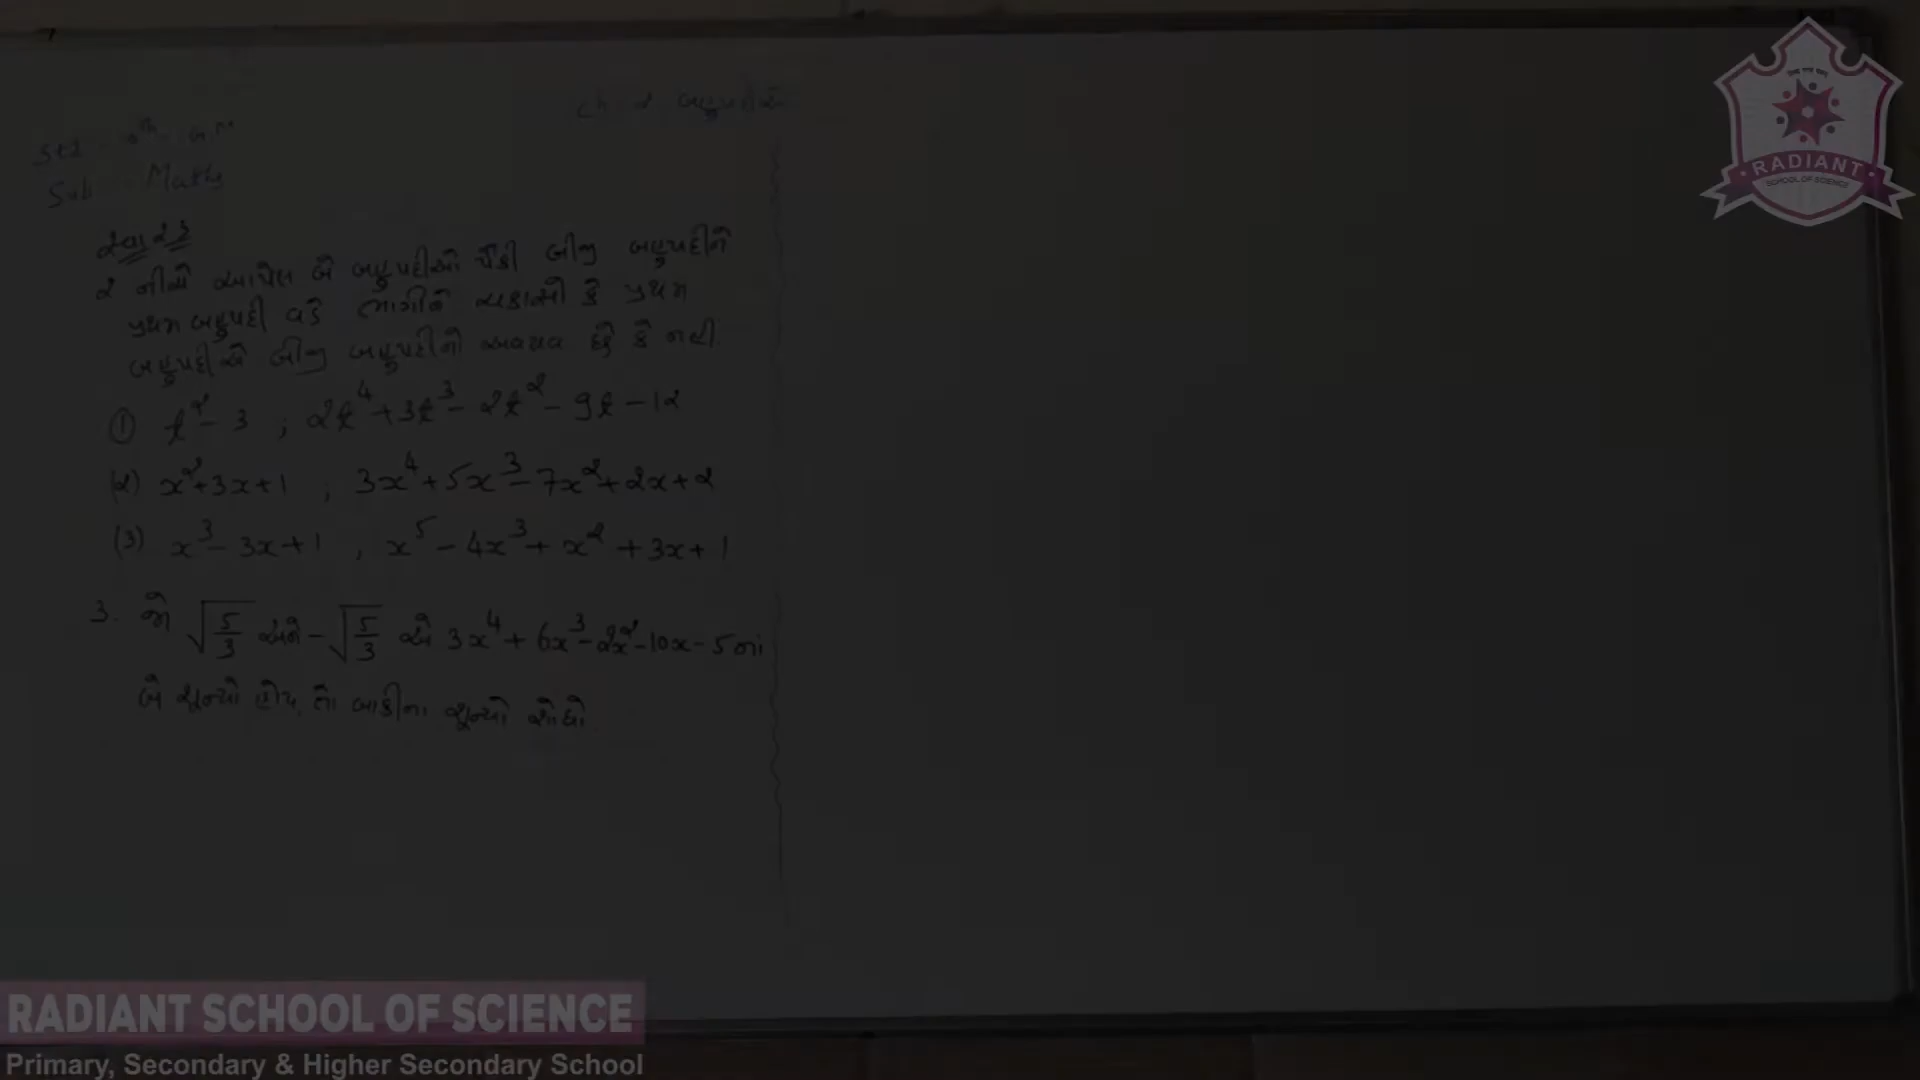 Ch 2 બહુપદીઓ
Sub - Maths
સ્વા 2.3
2 નીચે આપેલ બે બહુપદીઓ પૈકી બીજી બહુપદીને
પ્રથમ બહુપદી વડે ભાગીને ચકાસો કે પ્રથમ
બહુપદી એ બીજી બહુપદીનો અવયવ છે કે નહી.
① t² - 3 ; 2t⁴ + 3t³ - 2t² - 9t - 12
(2) x² + 3x + 1 ; 3x⁴ + 5x³ - 7x² + 2x + 2
(3) x³ - 3x + 1 , x⁵ - 4x³ + x² + 3x + 1
3. જો √5/3 અને - √5/3 એ 3x⁴ + 6x³ - 2x² - 10x - 5 નાં
બે શૂન્યો હોય, તો બાકીના શૂન્યો શોધો.
RADIANT
SCHOOL OF SCIENCE
RADIANT SCHOOL OF SCIENCE
Primary, Secondary & Higher Secondary School